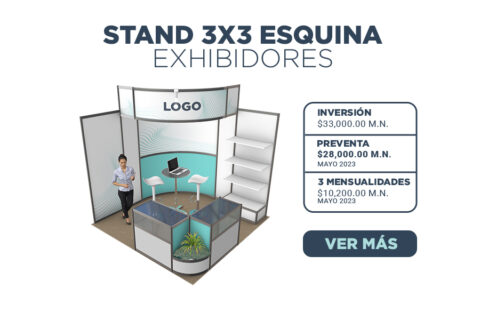 STAND 3X3 ESQUINA
EXHIBIDORES
LOGO
INVERSIÓN
$33,000.00 M.N.
PREVENTA
$28,000.00 M.N.
MAYO 2023
3 MENSUALIDADES
$10,200.00 M.N.
MAYO 2023
VER MÁS